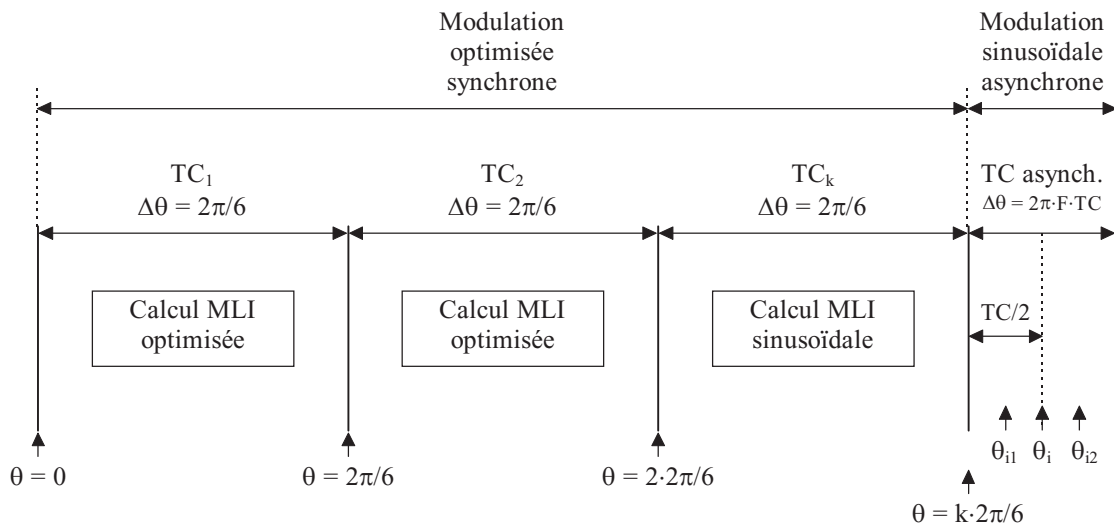 Modulation
optimisée
synchrone
Modulation
sinusoïdale
asynchrone
TC₁
Δθ = 2π/6
TC₂
Δθ = 2π/6
TCₖ
Δθ = 2π/6
TC asynch.
Δθ = 2π·F·TC
Calcul MLI
optimisée
Calcul MLI
optimisée
Calcul MLI
sinusoïdale
TC/2
θᵢ₁
θᵢ
θᵢ₂
θ = 0
θ = 2π/6
θ = 2·2π/6
θ = k·2π/6